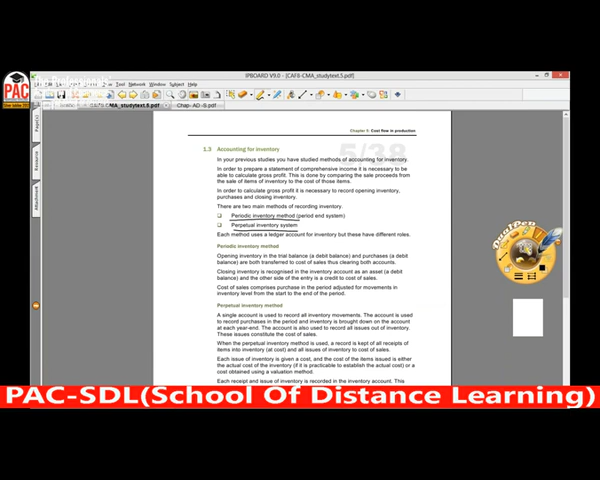 IPBOARD V9.0 - [CAF8-CMA_studytext.5.pdf]
The Professionals'
PAC
Tools Network Window Subject Help
CAF8-CMA_studytext.5.pdf
Chap- AD -9.pdf
Page(s)
Resource
Attachment
Chapter 5: Cost flow in production
5/38
1.3 Accounting for inventory
In your previous studies you have studied methods of accounting for inventory.
In order to prepare a statement of comprehensive income it is necessary to be
able to calculate gross profit. This is done by comparing the sale proceeds from
the sale of items of inventory to the cost of those items.
In order to calculate gross profit it is necessary to record opening inventory,
purchases and closing inventory.
There are two main methods of recording inventory.
❑ Periodic inventory method (period end system)
❑ Perpetual inventory system
Each method uses a ledger account for inventory but these have different roles.
Periodic inventory method
Opening inventory in the trial balance (a debit balance) and purchases (a debit
balance) are both transferred to cost of sales thus clearing both accounts.
Closing inventory is recognised in the inventory account as an asset (a debit
balance) and the other side of the entry is a credit to cost of sales.
Cost of sales comprises purchase in the period adjusted for movements in
inventory level from the start to the end of the period.
Perpetual inventory method
A single account is used to record all inventory movements. The account is used
to record purchases in the period and inventory is brought down on the account
at each year-end. The account is also used to record all issues out of inventory.
These issues constitute the cost of sales.
When the perpetual inventory method is used, a record is kept of all receipts of
items into inventory (at cost) and all issues of inventory to cost of sales.
Each issue of inventory is given a cost, and the cost of the items issued is either
the actual cost of the inventory (if it is practicable to establish the actual cost) or a
cost obtained using a valuation method.
Each receipt and issue of inventory is recorded in the inventory account. This
DualPen
PAC-SDL(School Of Distance Learning)